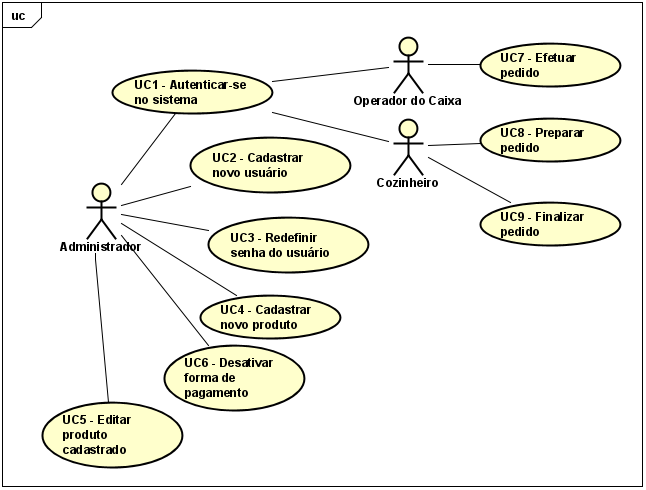 uc
UC1 - Autenticar-se
no sistema
Operador do Caixa
UC7 - Efetuar
pedido
UC2 - Cadastrar
novo usuário
Cozinheiro
UC8 - Preparar
pedido
Administrador
UC3 - Redefinir
senha do usuário
UC9 - Finalizar
pedido
UC4 - Cadastrar
novo produto
UC6 - Desativar
forma de
pagamento
UC5 - Editar
produto
cadastrado